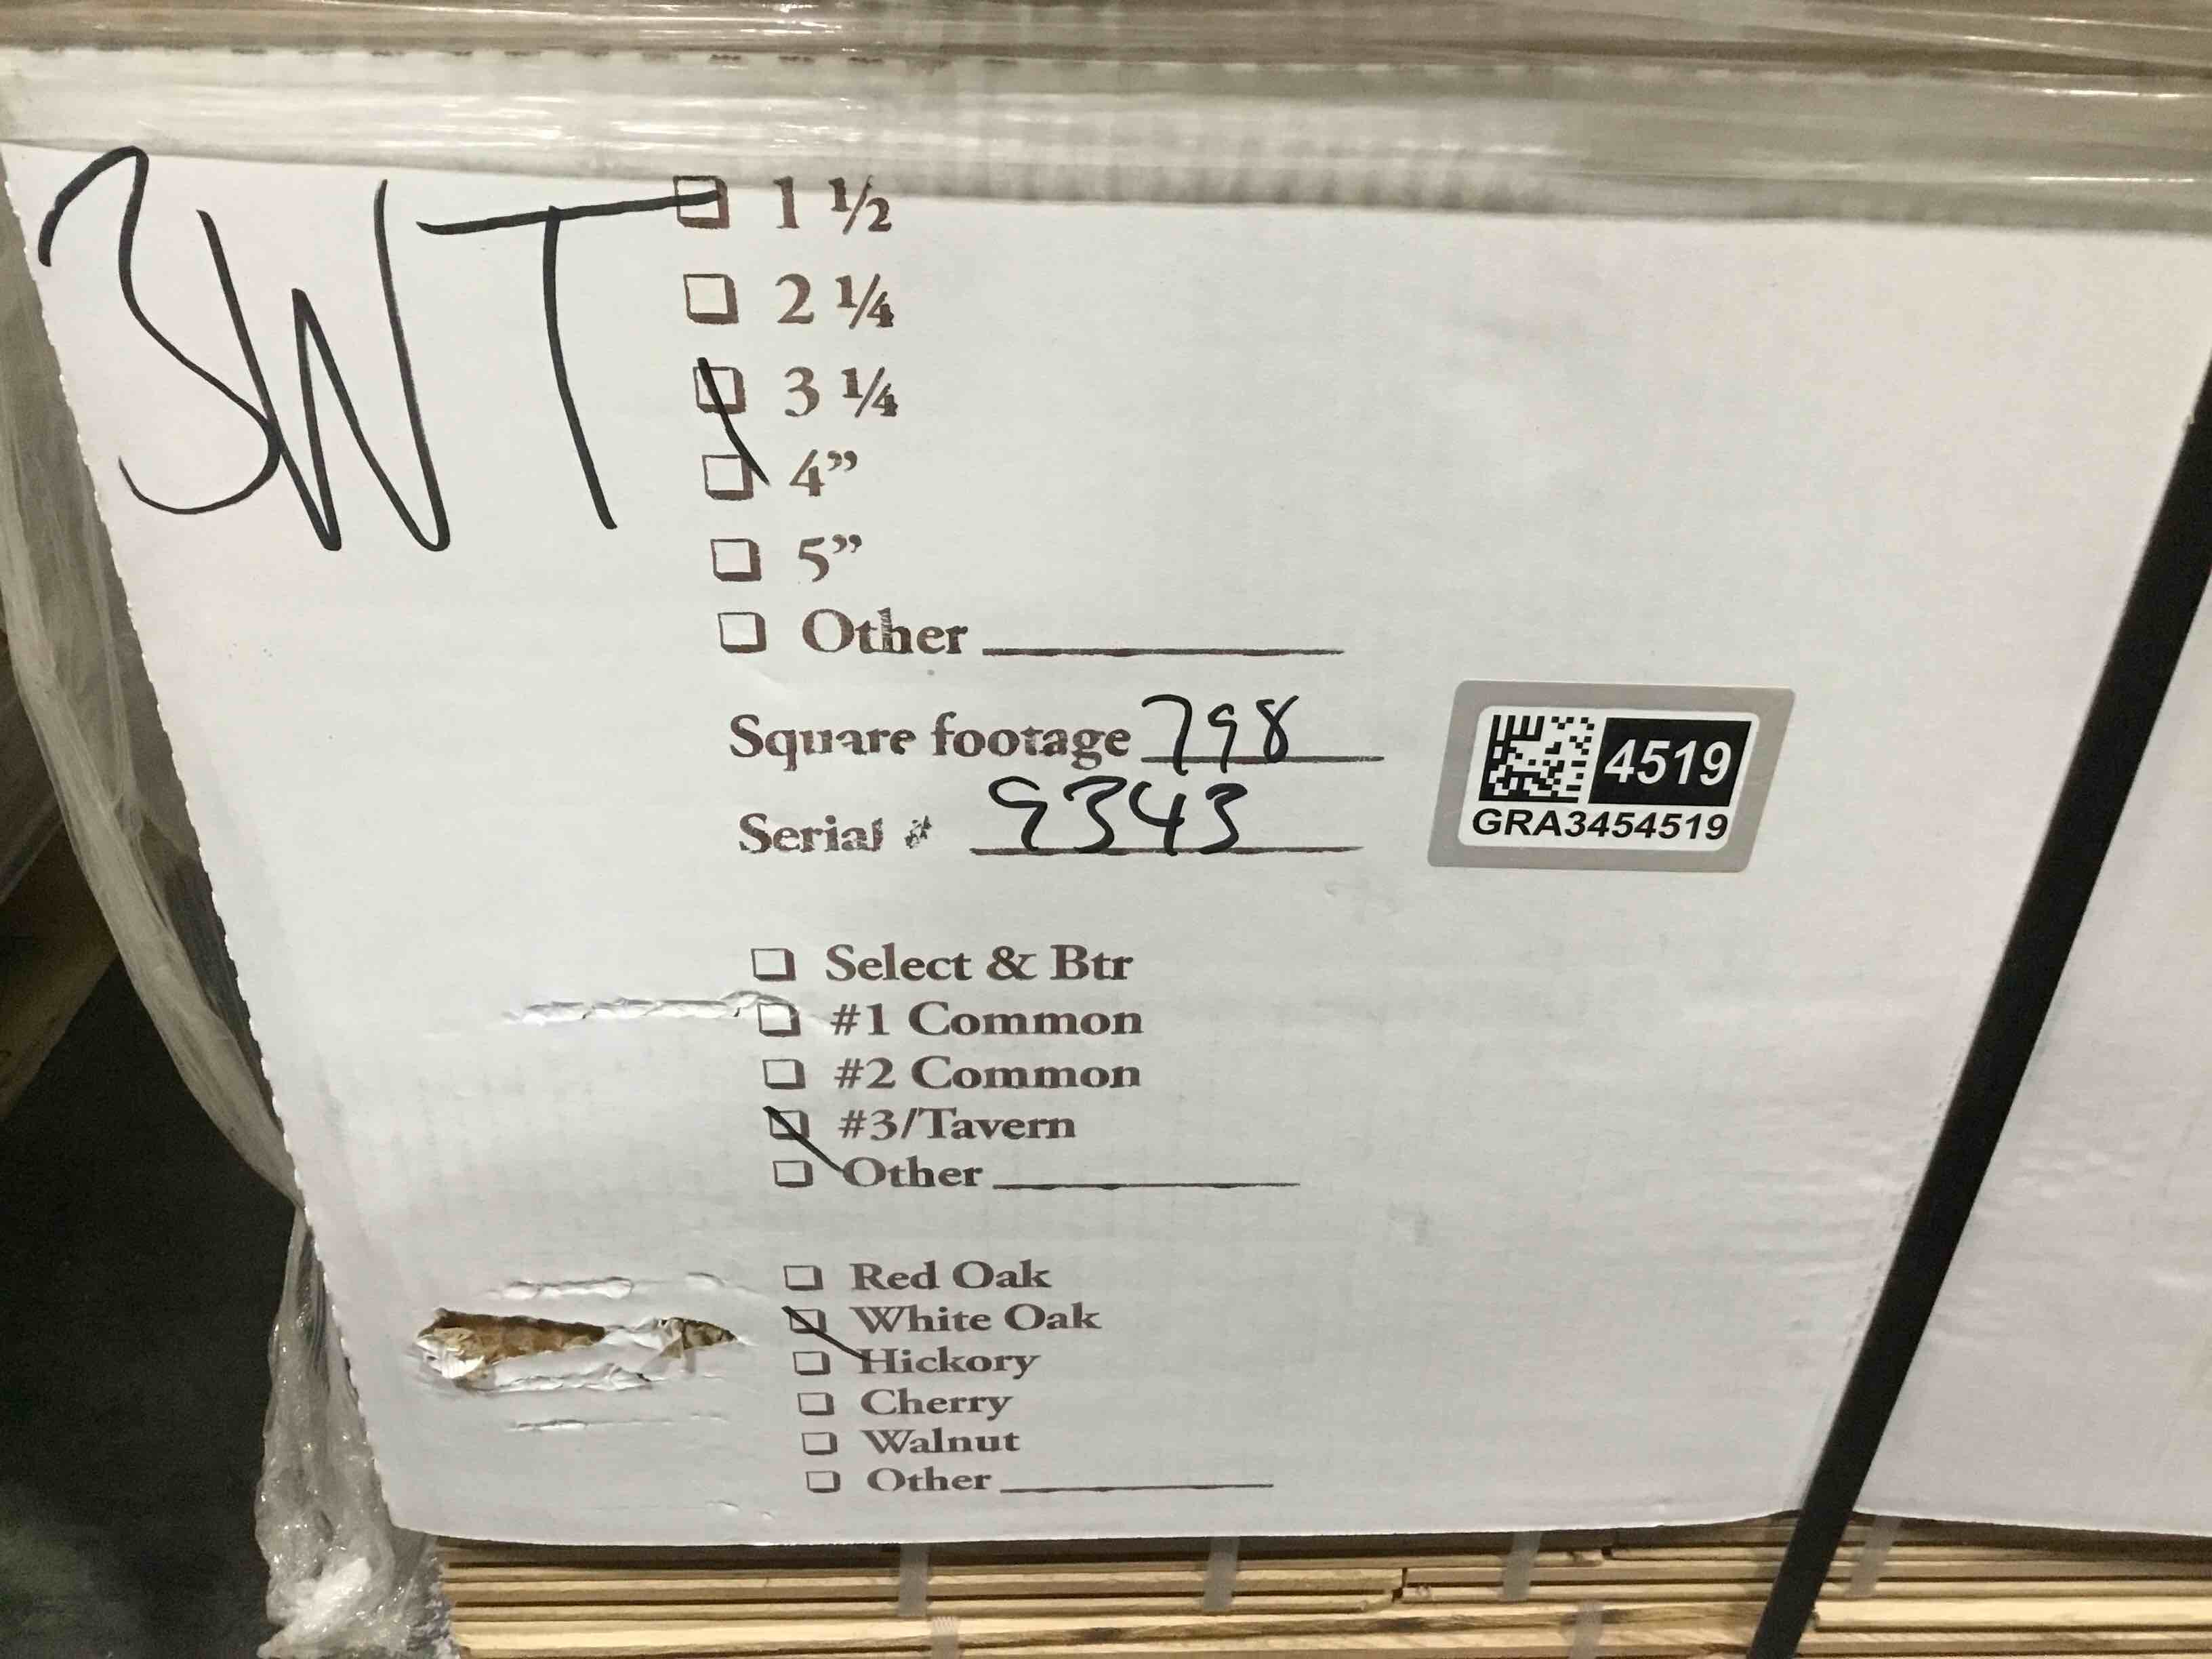 3WT
1 ½
2 ¼
3 ¼
4”
5”
Other
Square footage 798
Serial # 9343
4519
GRA3454519
Select & Btr
#1 Common
#2 Common
#3/Tavern
Other
Red Oak
White Oak
Hickory
Cherry
Walnut
Other